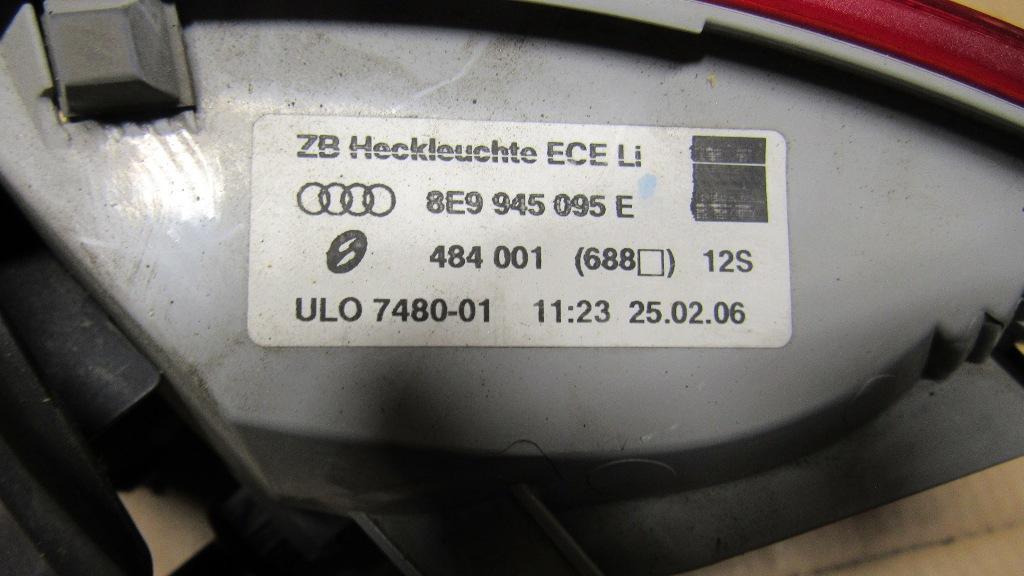 ZB Heckleuchte ECE Li
8E9 945 095 E
484 001 (688□) 12S
ULO 7480-01 11:23 25.02.06